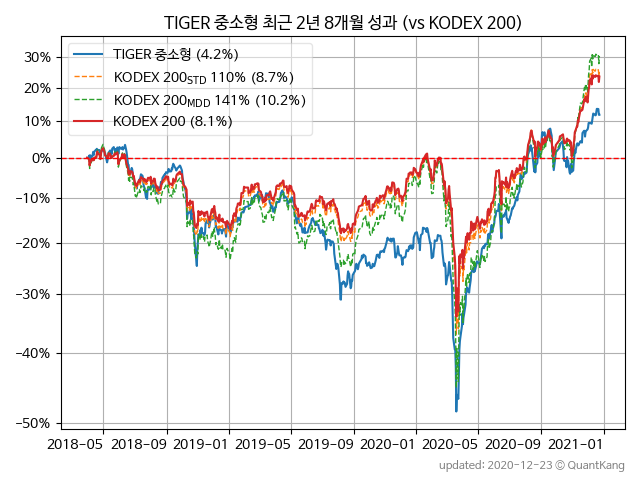 TIGER 중소형 최근 2년 8개월 성과 (vs KODEX 200)
TIGER 중소형 (4.2%)
KODEX 200STD 110% (8.7%)
KODEX 200MDD 141% (10.2%)
KODEX 200 (8.1%)
30%
20%
10%
0%
−10%
−20%
−30%
−40%
−50%
2018-05 2018-09 2019-01 2019-05 2019-09 2020-01 2020-05 2020-09 2021-01
updated: 2020-12-23 © QuantKang